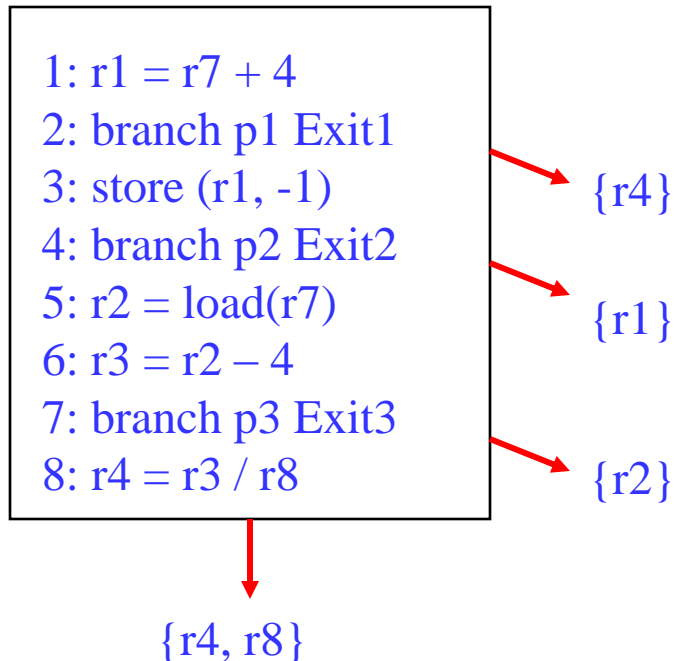 1: r1 = r7 + 4
2: branch p1 Exit1
3: store (r1, -1)
{r4}
4: branch p2 Exit2
5: r2 = load(r7)
{r1}
6: r3 = r2 – 4
7: branch p3 Exit3
8: r4 = r3 / r8
{r2}
{r4, r8}